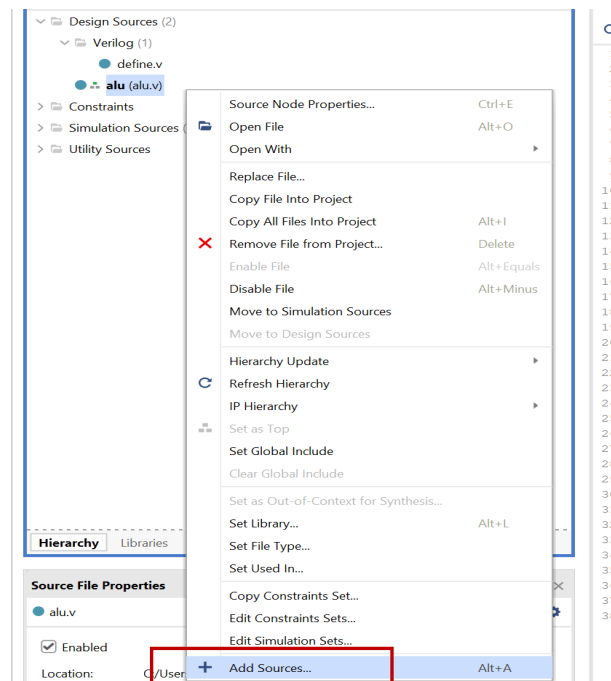 Design Sources (2)
Verilog (1)
define.v
alu (alu.v)
Constraints
Simulation Sources (
Utility Sources
Source Node Properties... Ctrl+E
Open File Alt+O
Open With
Replace File...
Copy File Into Project
Copy All Files Into Project Alt+I
Remove File from Project... Delete
Enable File Alt+Equals
Disable File Alt+Minus
Move to Simulation Sources
Move to Design Sources
Hierarchy Update
Refresh Hierarchy
IP Hierarchy
Set as Top
Set Global Include
Clear Global Include
Set as Out-of-Context for Synthesis...
Set Library... Alt+L
Set File Type...
Set Used In...
Copy Constraints Set...
Edit Constraints Sets...
Edit Simulation Sets...
Add Sources... Alt+A
Hierarchy Libraries
Source File Properties
alu.v
Enabled
Location: C:/User